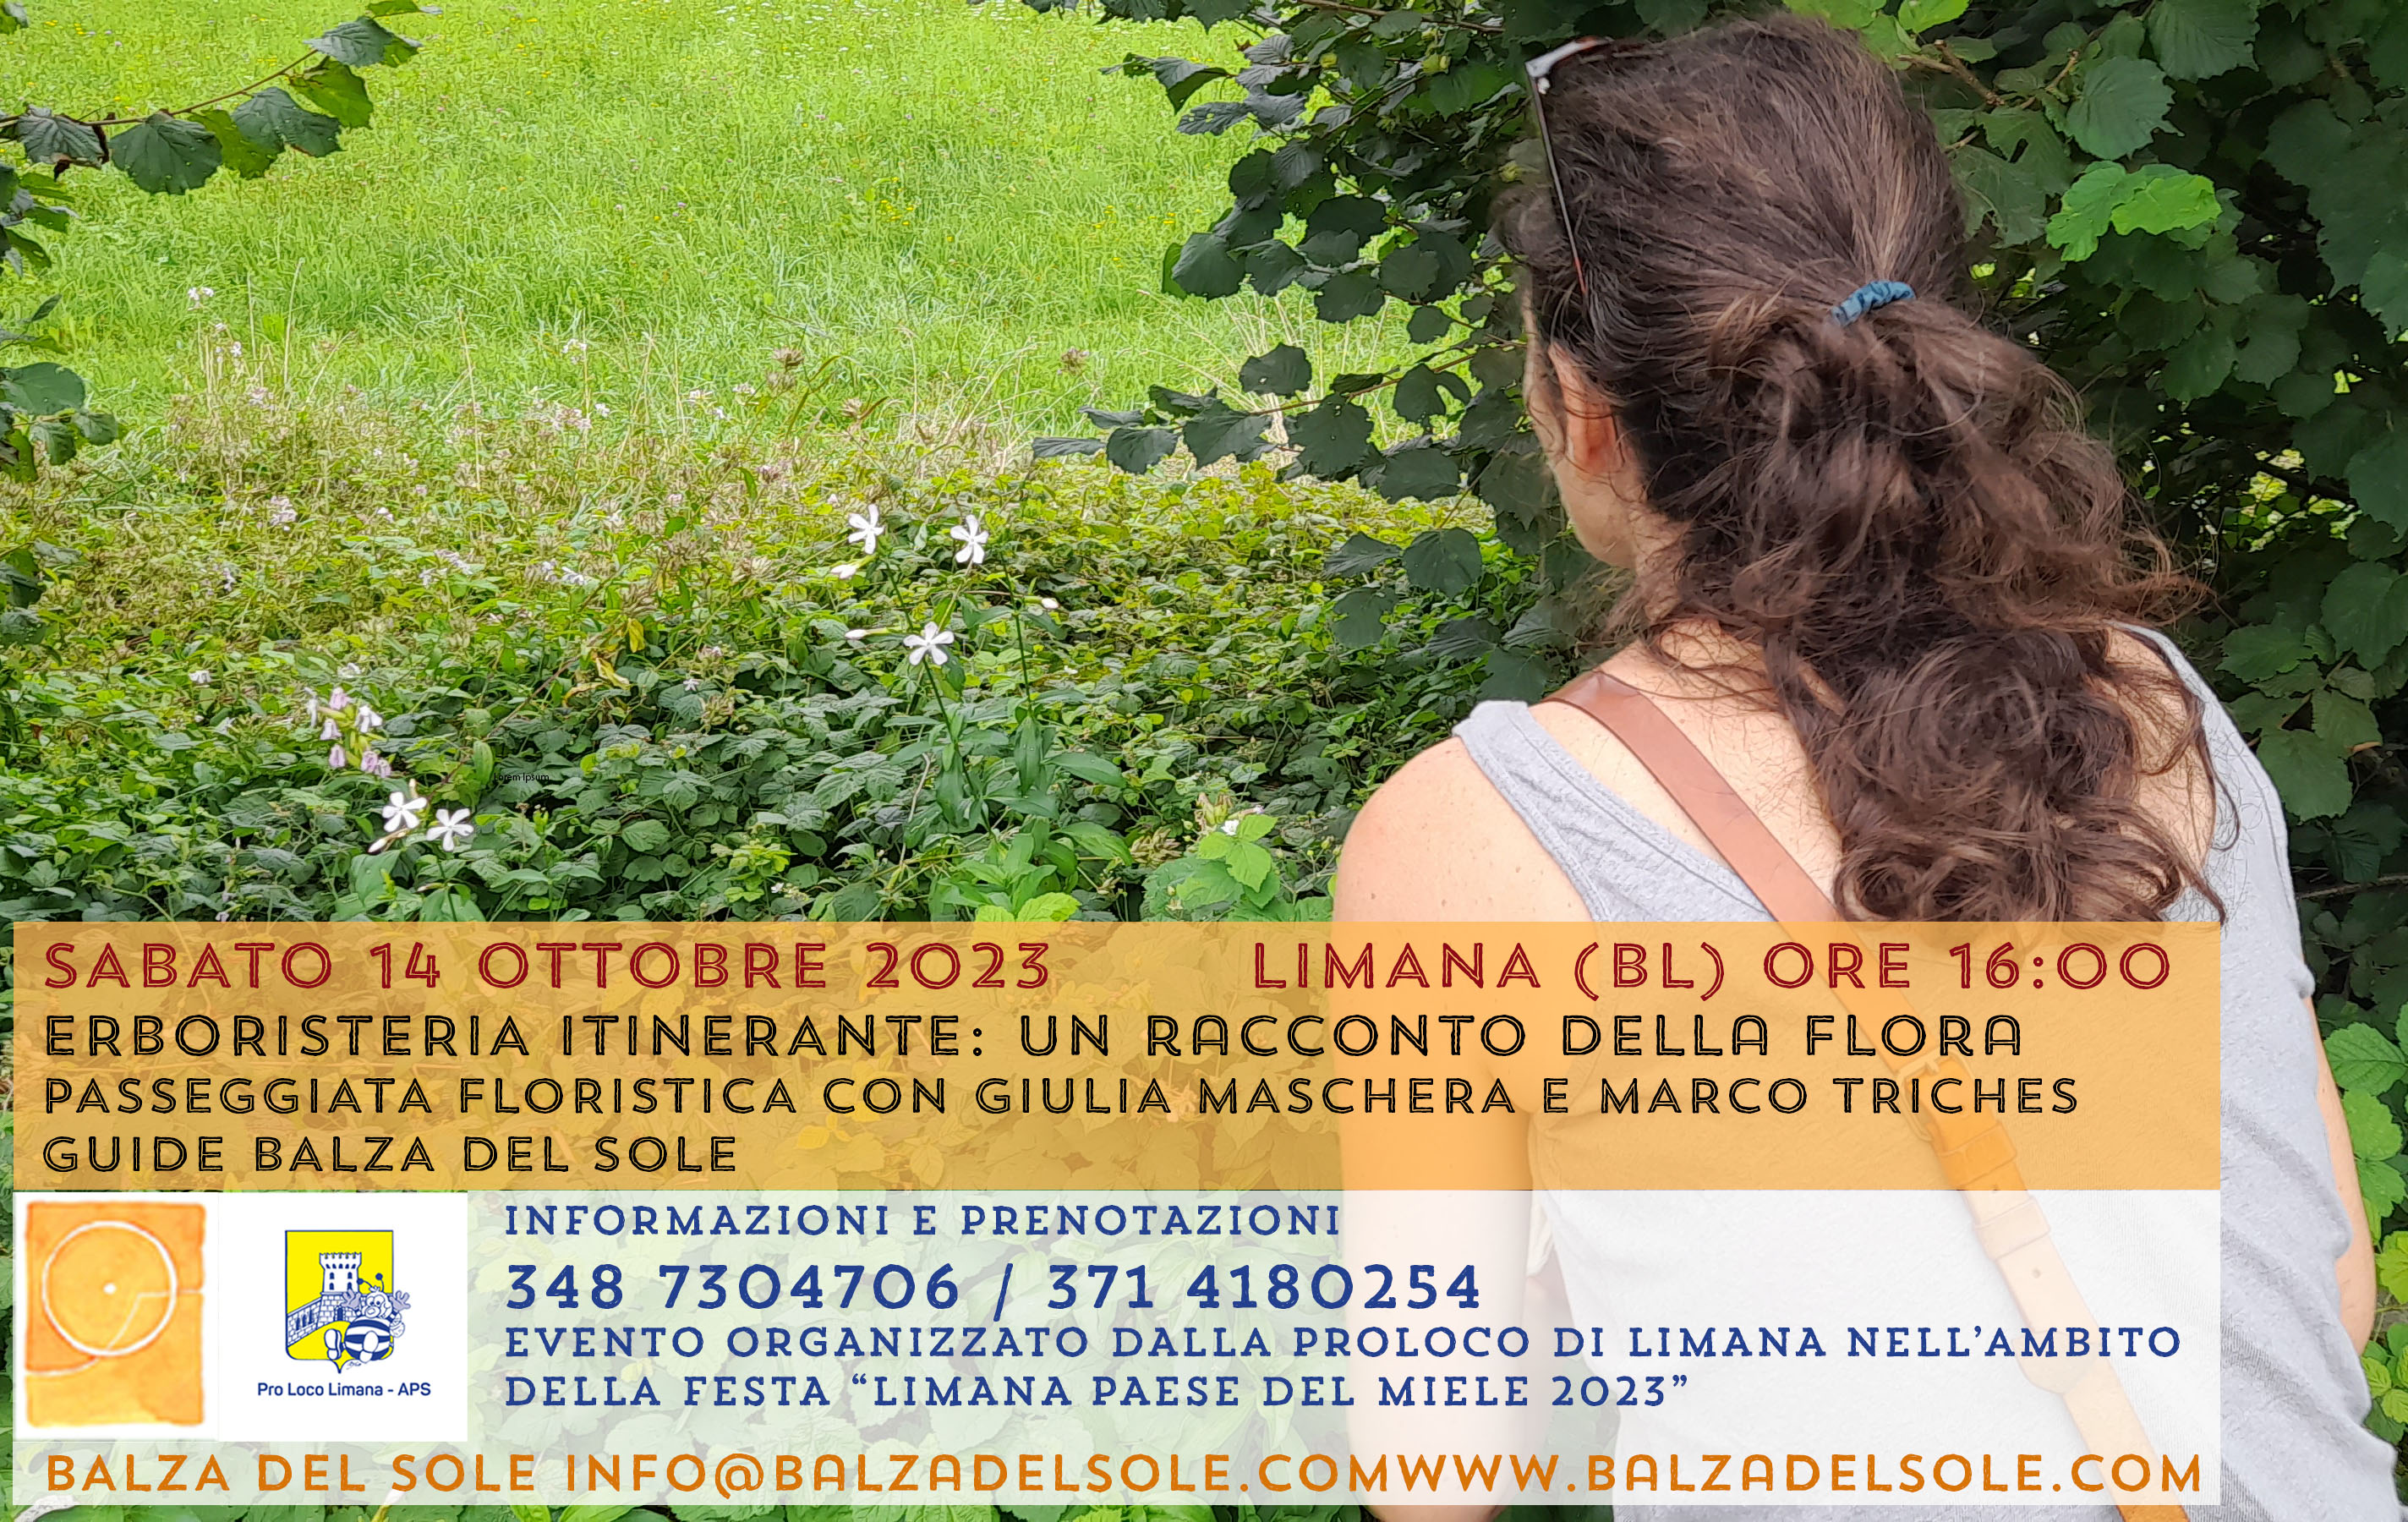 Lorem Ipsum
SABATO 14 OTTOBRE 2023 LIMANA (BL) ORE 16:00
ERBORISTERIA ITINERANTE: UN RACCONTO DELLA FLORA
PASSEGGIATA FLORISTICA CON GIULIA MASCHERA E MARCO TRICHES
GUIDE BALZA DEL SOLE
INFORMAZIONI E PRENOTAZIONI
348 7304706 / 371 4180254
EVENTO ORGANIZZATO DALLA PROLOCO DI LIMANA NELL'AMBITO
DELLA FESTA “LIMANA PAESE DEL MIELE 2023”
Pro Loco Limana - APS
BALZA DEL SOLE INFO@BALZADELSOLE.COMWWW.BALZADELSOLE.COM